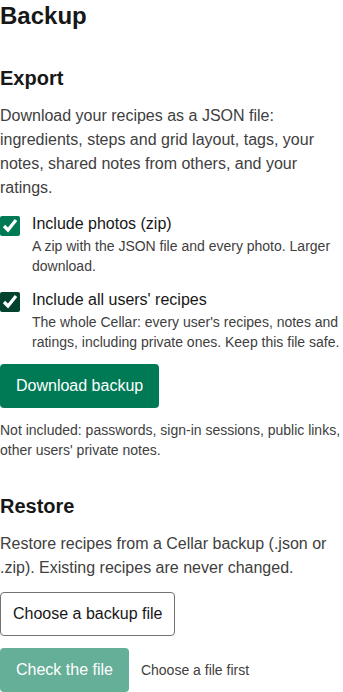 Backup
Export
Download your recipes as a JSON file:
ingredients, steps and grid layout, tags, your
notes, shared notes from others, and your
ratings.
Include photos (zip)
A zip with the JSON file and every photo. Larger
download.
Include all users' recipes
The whole Cellar: every user's recipes, notes and
ratings, including private ones. Keep this file safe.
Download backup
Not included: passwords, sign-in sessions, public links,
other users' private notes.
Restore
Restore recipes from a Cellar backup (.json or
.zip). Existing recipes are never changed.
Choose a backup file
Check the file
Choose a file first